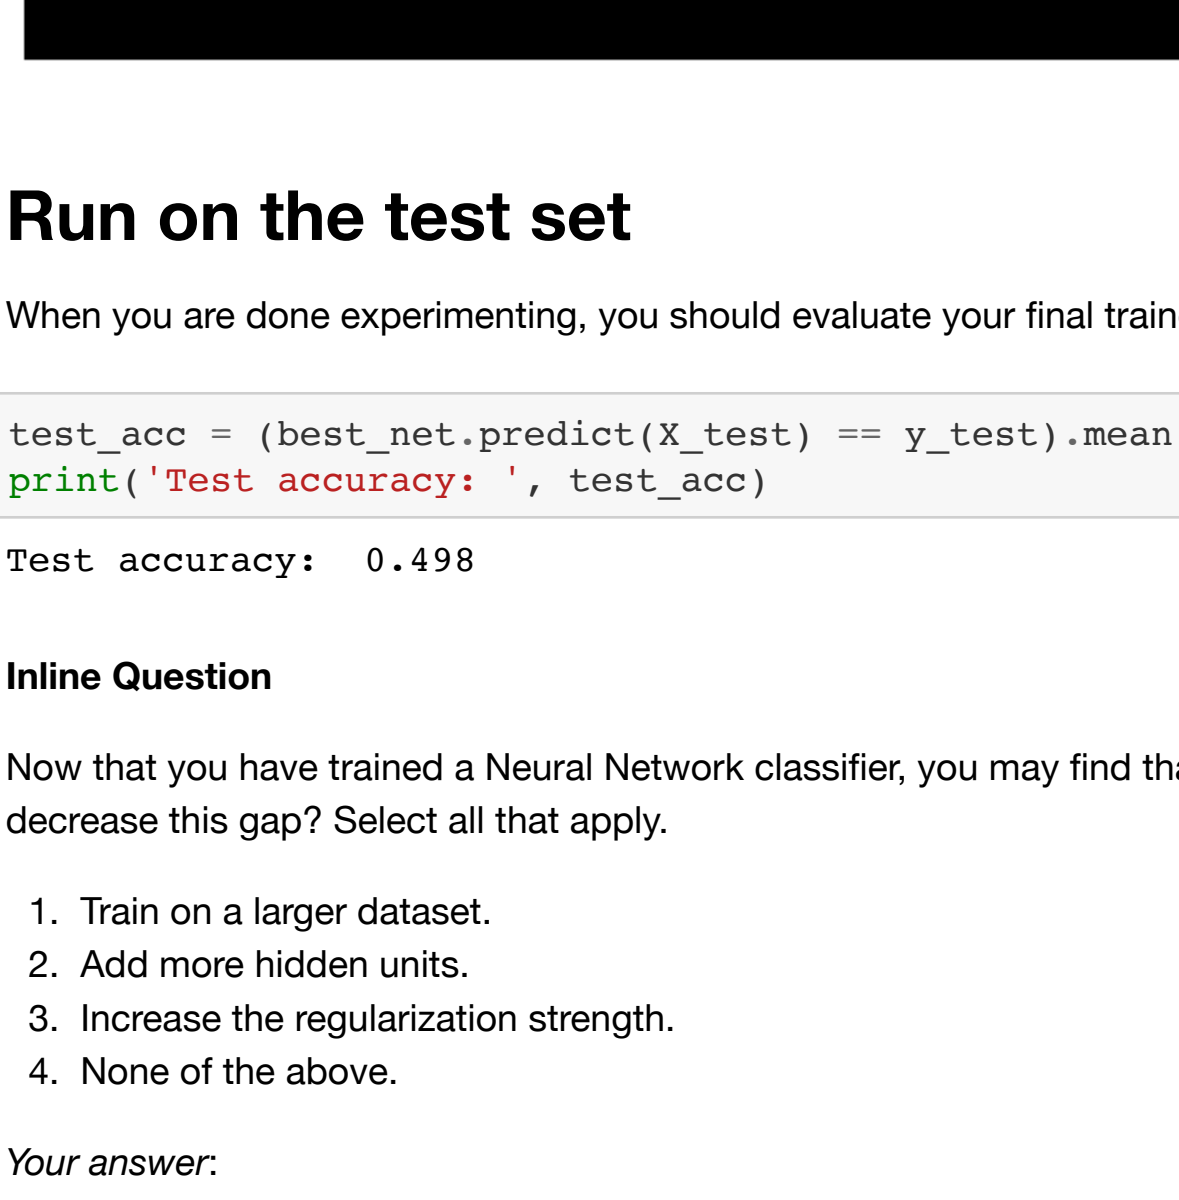 Run on the test set
When you are done experimenting, you should evaluate your final
test_acc = (best_net.predict(X_test) == y_test).mean
print('Test accuracy: ', test_acc)
Test accuracy:  0.498
Inline Question
Now that you have trained a Neural Network classifier, you may find
decrease this gap? Select all that apply.
1. Train on a larger dataset.
2. Add more hidden units.
3. Increase the regularization strength.
4. None of the above.
Your answer: